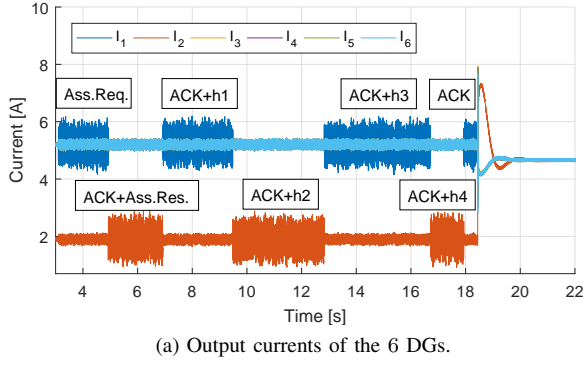 I1 I2 I3 I4 I5 I6
10
8
6
4
2
Current [A]
Ass.Req.
ACK+h1
ACK+h3
ACK
ACK+Ass.Res.
ACK+h2
ACK+h4
4 6 8 10 12 14 16 18 20 22
Time [s]
(a) Output currents of the 6 DGs.